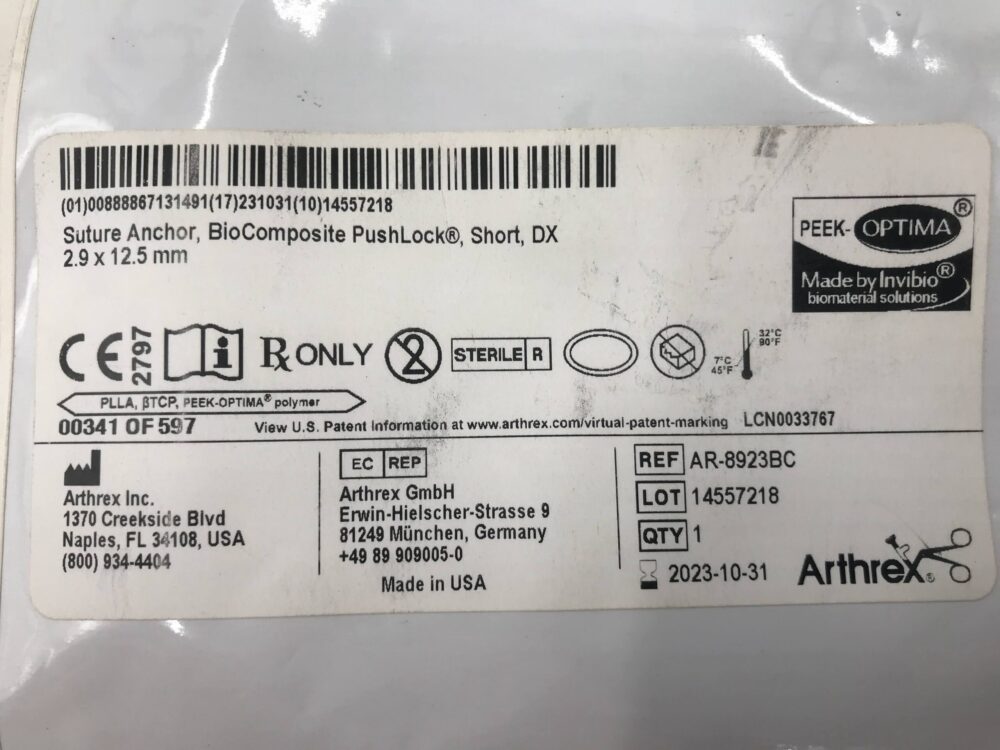 (01)00888867131491(17)231031(10)14557218
Suture Anchor, BioComposite PushLock®, Short, DX
2.9 x 12.5 mm
PEEK-OPTIMA®
Made by Invibio®
biomaterial solutions
CE 2797
i
Rx ONLY
2
STERILE R
7°C
45°F
32°C
90°F
PLLA, βTCP, PEEK-OPTIMA® polymer
00341 OF 597
View U.S. Patent Information at www.arthrex.com/virtual-patent-marking LCN0033767
Arthrex Inc.
1370 Creekside Blvd
Naples, FL 34108, USA
(800) 934-4404
EC REP
Arthrex GmbH
Erwin-Hielscher-Strasse 9
81249 München, Germany
+49 89 909005-0
Made in USA
REF AR-8923BC
LOT 14557218
QTY 1
2023-10-31
Arthrex®